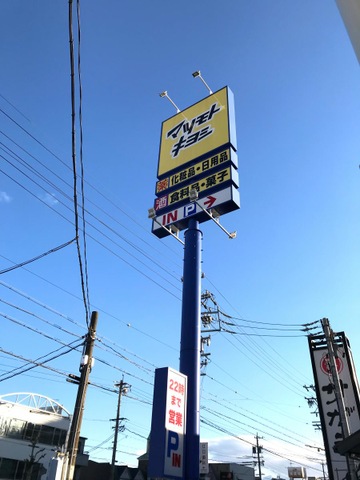 マツモト
キヨシ
薬 化粧品・日用品
酒 食料品・菓子
IN P
22時
まで
営業
P
IN